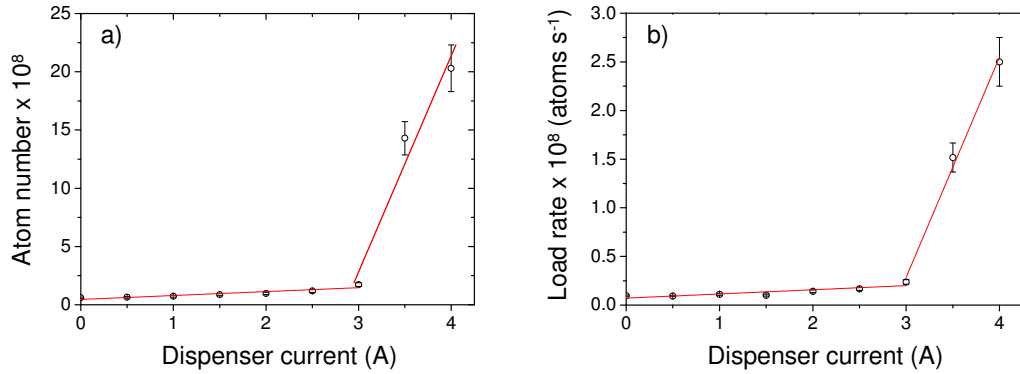 a)
Atom number x 10⁸
25
20
15
10
5
0
0 1 2 3 4
Dispenser current (A)
b)
Load rate x 10⁸ (atoms s⁻¹)
3.0
2.5
2.0
1.5
1.0
0.5
0.0
0 1 2 3 4
Dispenser current (A)